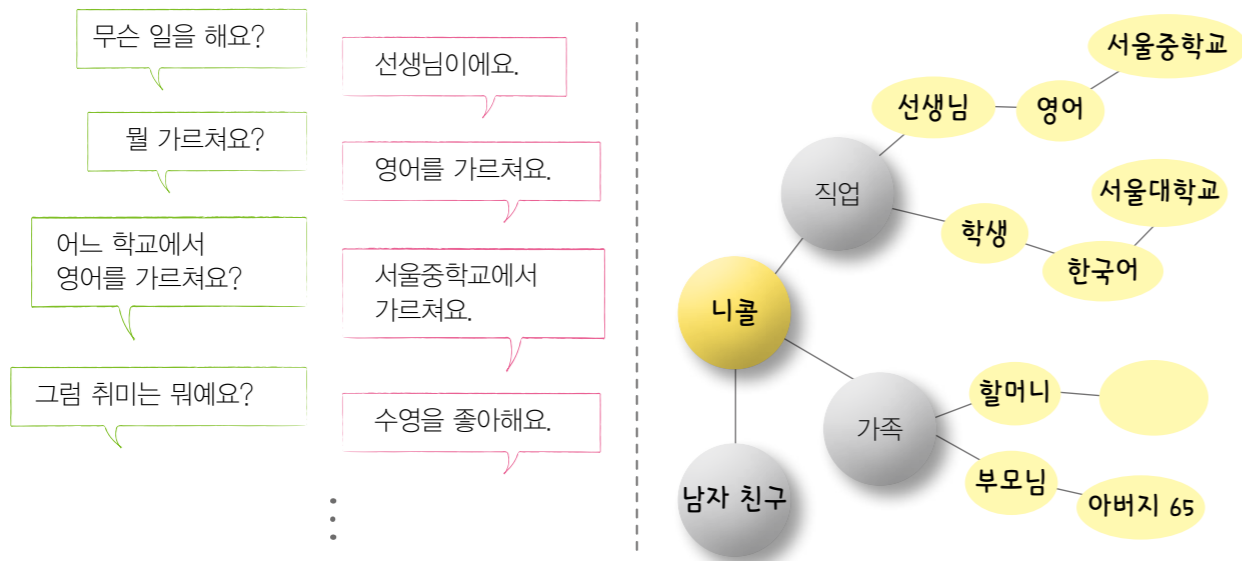 무슨 일을 해요?
선생님이에요.
뭘 가르쳐요?
영어를 가르쳐요.
어느 학교에서
영어를 가르쳐요?
서울중학교에서
가르쳐요.
그럼 취미는 뭐예요?
수영을 좋아해요.
서울중학교
선생님
영어
직업
서울대학교
학생
한국어
니콜
할머니
가족
부모님
남자 친구
아버지 65